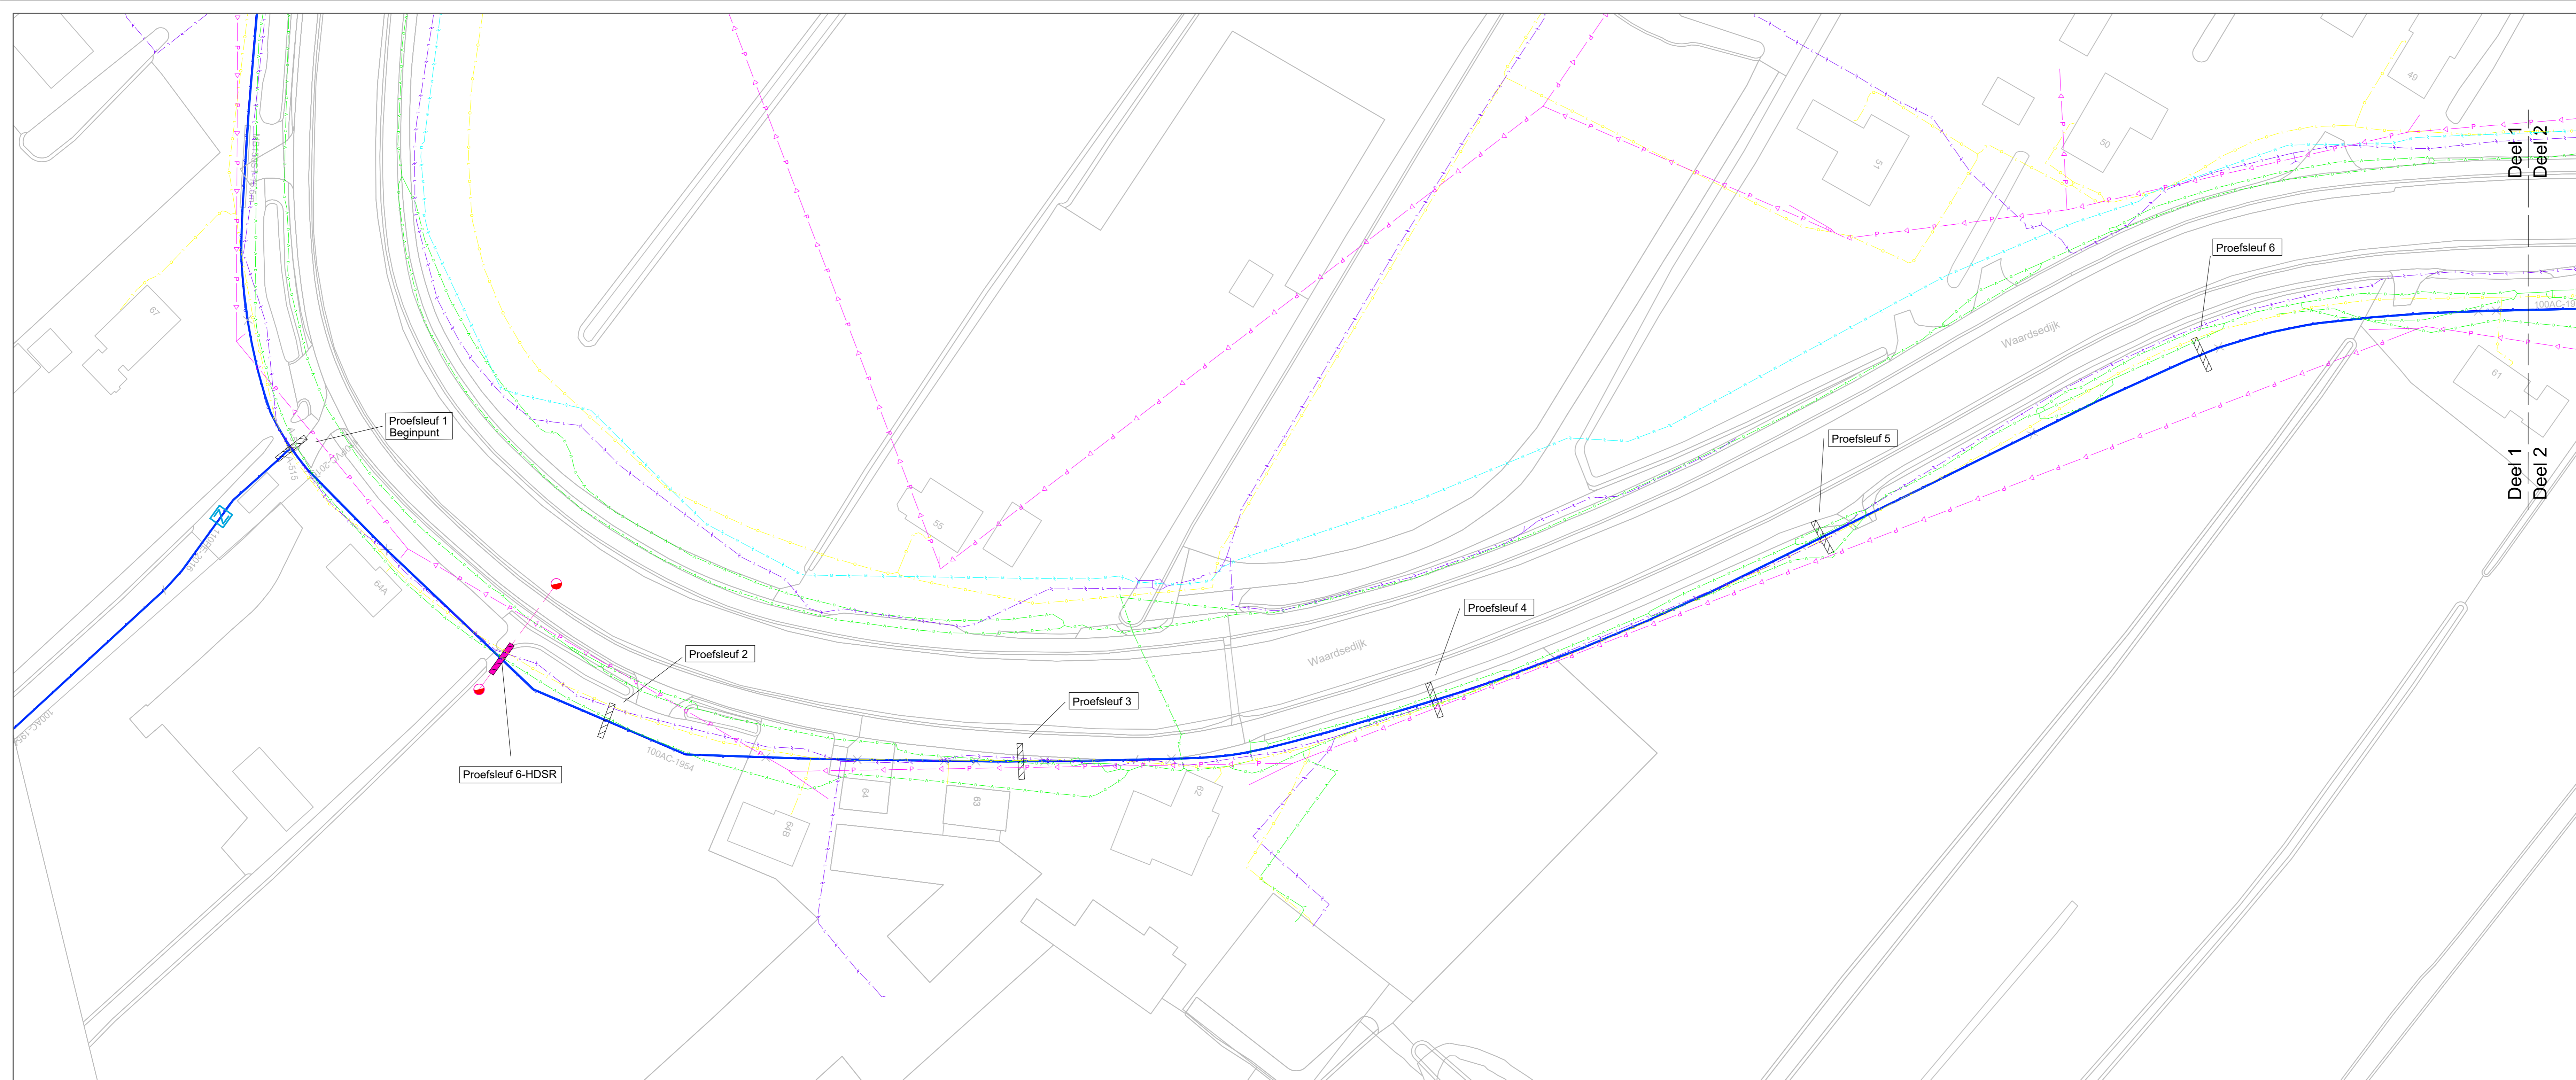 Proefsleuf 1
Beginpunt
Proefsleuf 2
Proefsleuf 3
Proefsleuf 4
Proefsleuf 5
Proefsleuf 6
Proefsleuf 6-HDSR
Deel 1
Deel 2
Deel 1
Deel 2
Waardsedijk
Waardsedijk
100AC-1954
100AC-1954
49
50
51
55
61
62
63
64
64A
64B
67